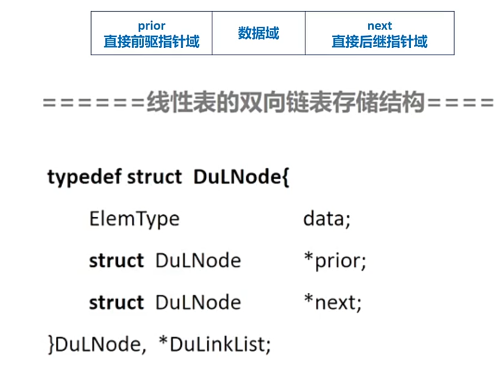 prior
直接前驱指针域
数据域
next
直接后继指针域
======线性表的双向链表存储结构====
typedef struct DuLNode{
ElemType data;
struct DuLNode *prior;
struct DuLNode *next;
}DuLNode, *DuLinkList;